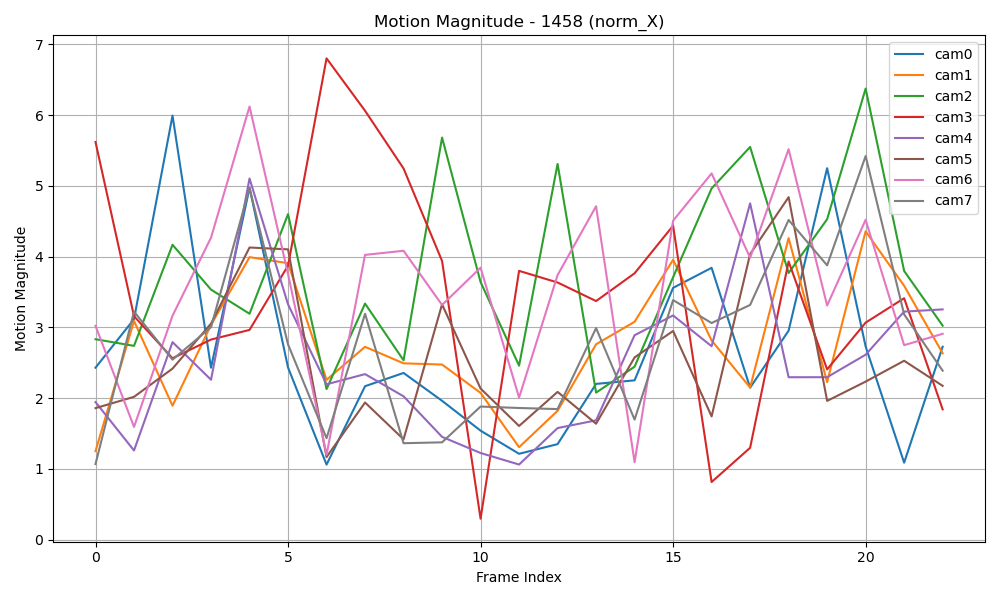 Motion Magnitude - 1458 (norm_X)
7
6
5
4
3
2
1
0
Motion Magnitude
0 5 10 15 20
Frame Index
cam0
cam1
cam2
cam3
cam4
cam5
cam6
cam7